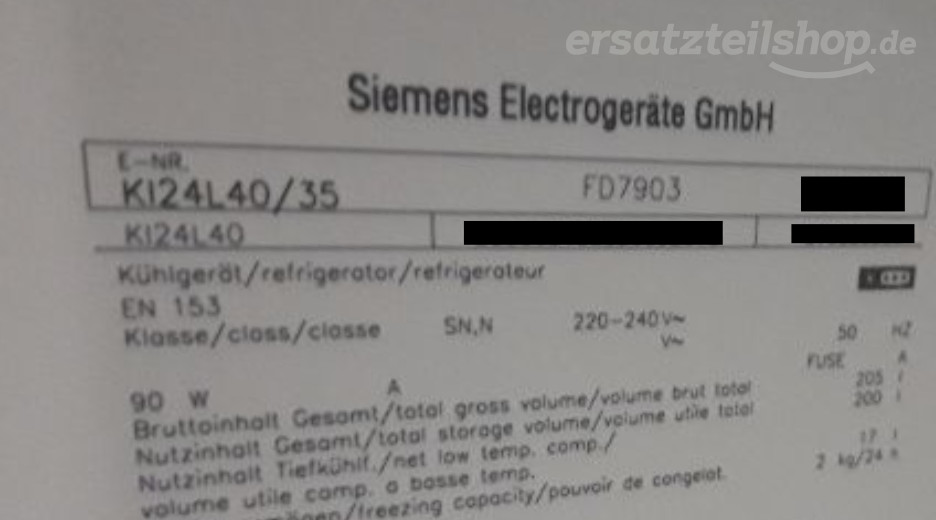 ersatzteilshop.de
Siemens Electrogeräte GmbH
E-NR.
KI24L40/35 FD7903
KI24L40
Kühlgerät/refrigerator/refrigerateur
EN 153
Klasse/class/classe SN,N 220-240V~ 50 HZ
V~ FUSE A
90 W A
Bruttoinhalt Gesamt/total gross volume/volume brut total 205 l
Nutzinhalt Gesamt/total storage volume/volume utile total 200 l
Nutzinhalt Tiefkühlf./net low temp. comp./
volume utile comp. a basse temp. 17 l
/freezing capacity/pouvoir de congelat. 2 kg/24 h